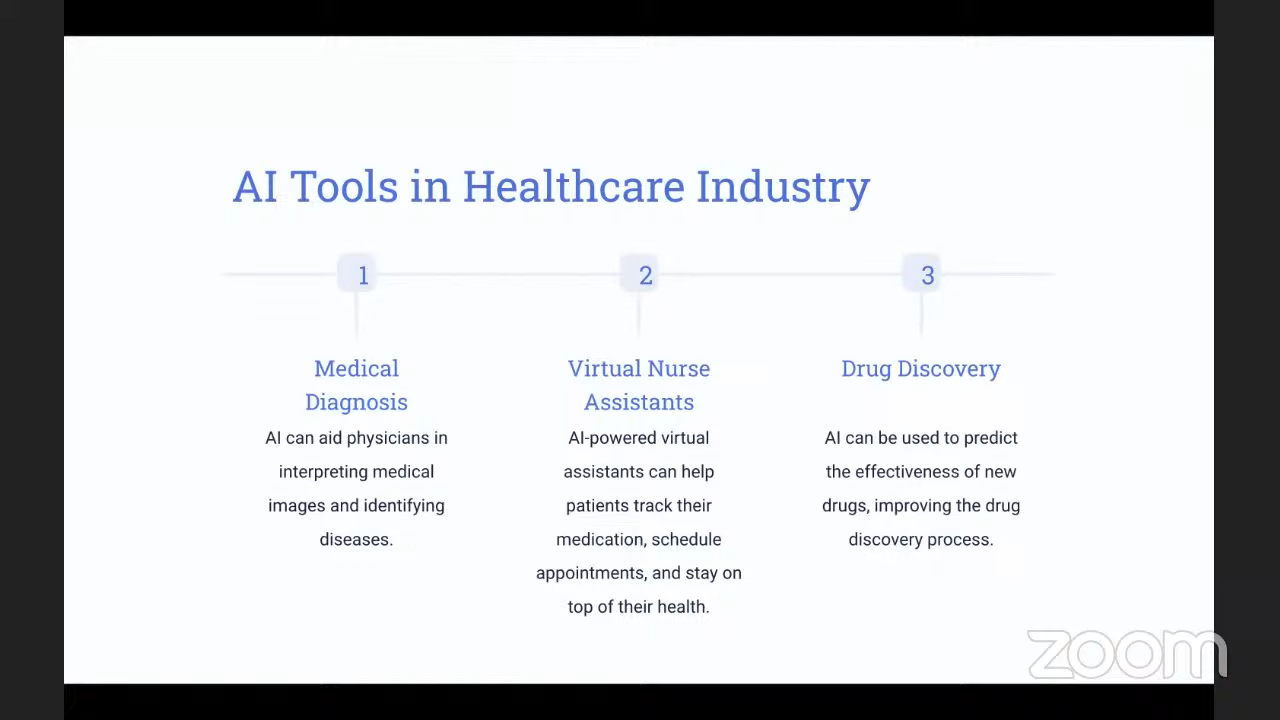 AI Tools in Healthcare Industry
1
2
3
Medical
Diagnosis
AI can aid physicians in
interpreting medical
images and identifying
diseases.
Virtual Nurse
Assistants
AI-powered virtual
assistants can help
patients track their
medication, schedule
appointments, and stay on
top of their health.
Drug Discovery
AI can be used to predict
the effectiveness of new
drugs, improving the drug
discovery process.
zoom